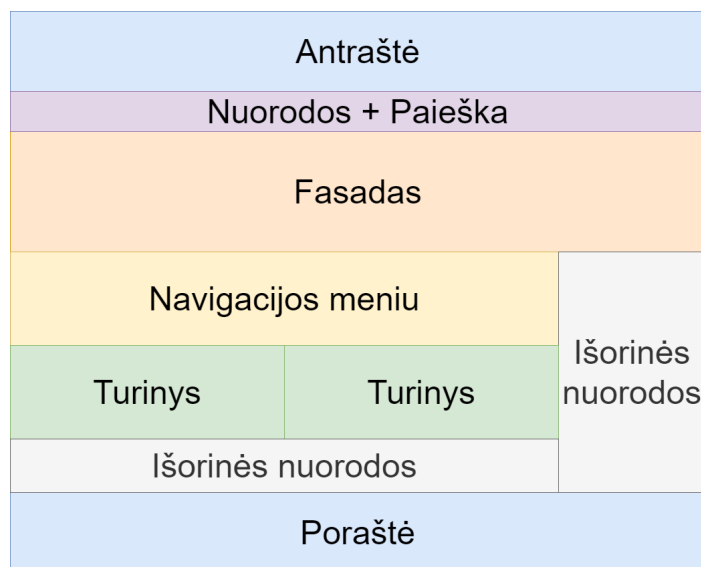 Antraštė
Nuorodos + Paieška
Fasadas
Navigacijos meniu
Išorinės
nuorodos
Turinys
Turinys
Išorinės nuorodos
Poraštė